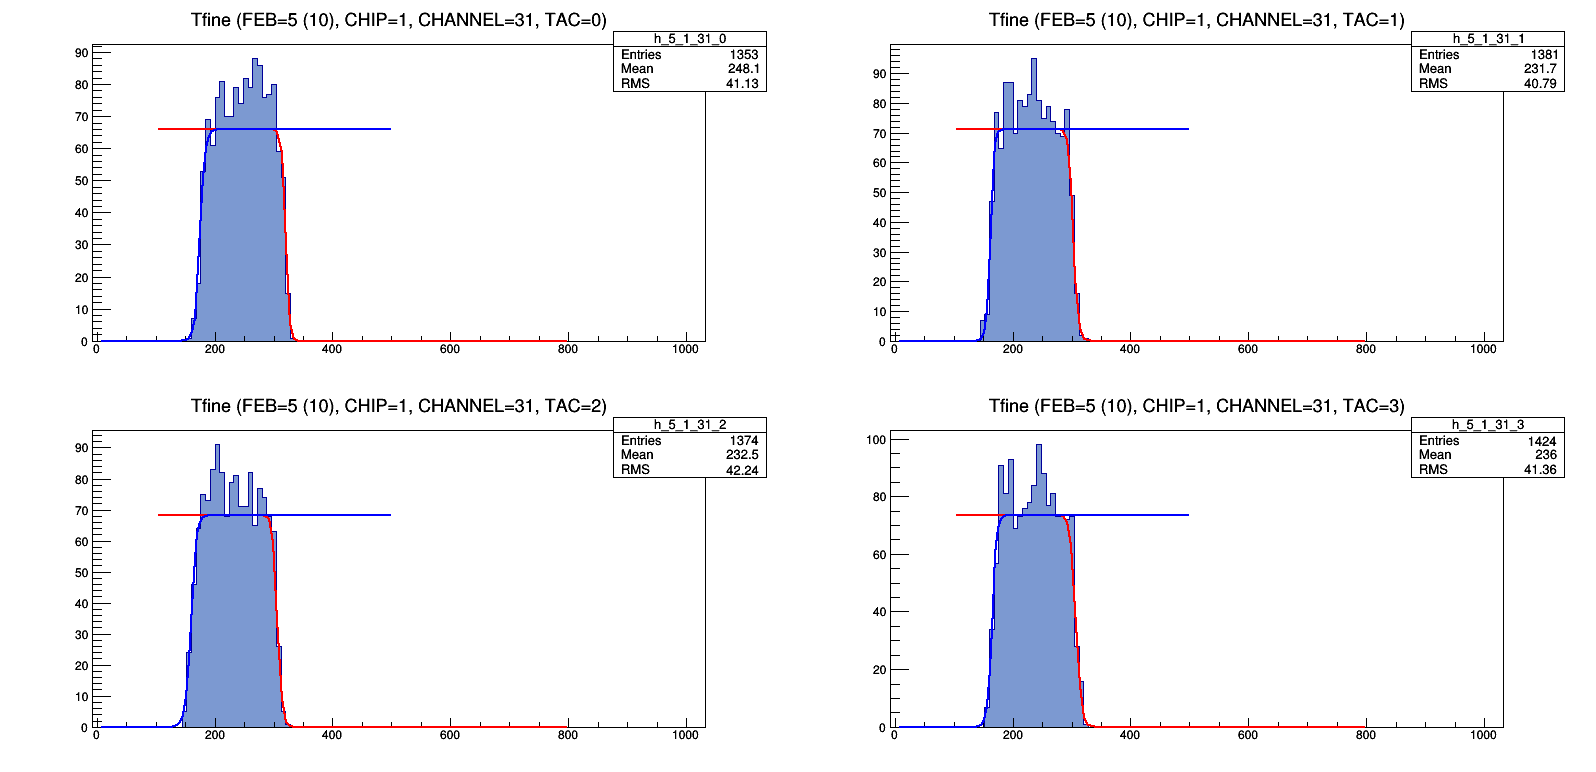 Tfine (FEB=5 (10), CHIP=1, CHANNEL=31, TAC=0)
h_5_1_31_0
Entries 1353
Mean 248.1
RMS 41.13
90
80
70
60
50
40
30
20
10
0
0 200 400 600 800 1000
Tfine (FEB=5 (10), CHIP=1, CHANNEL=31, TAC=1)
h_5_1_31_1
Entries 1381
Mean 231.7
RMS 40.79
90
80
70
60
50
40
30
20
10
0
0 200 400 600 800 1000
Tfine (FEB=5 (10), CHIP=1, CHANNEL=31, TAC=2)
h_5_1_31_2
Entries 1374
Mean 232.5
RMS 42.24
90
80
70
60
50
40
30
20
10
0
0 200 400 600 800 1000
Tfine (FEB=5 (10), CHIP=1, CHANNEL=31, TAC=3)
h_5_1_31_3
Entries 1424
Mean 236
RMS 41.36
100
80
60
40
20
0
0 200 400 600 800 1000